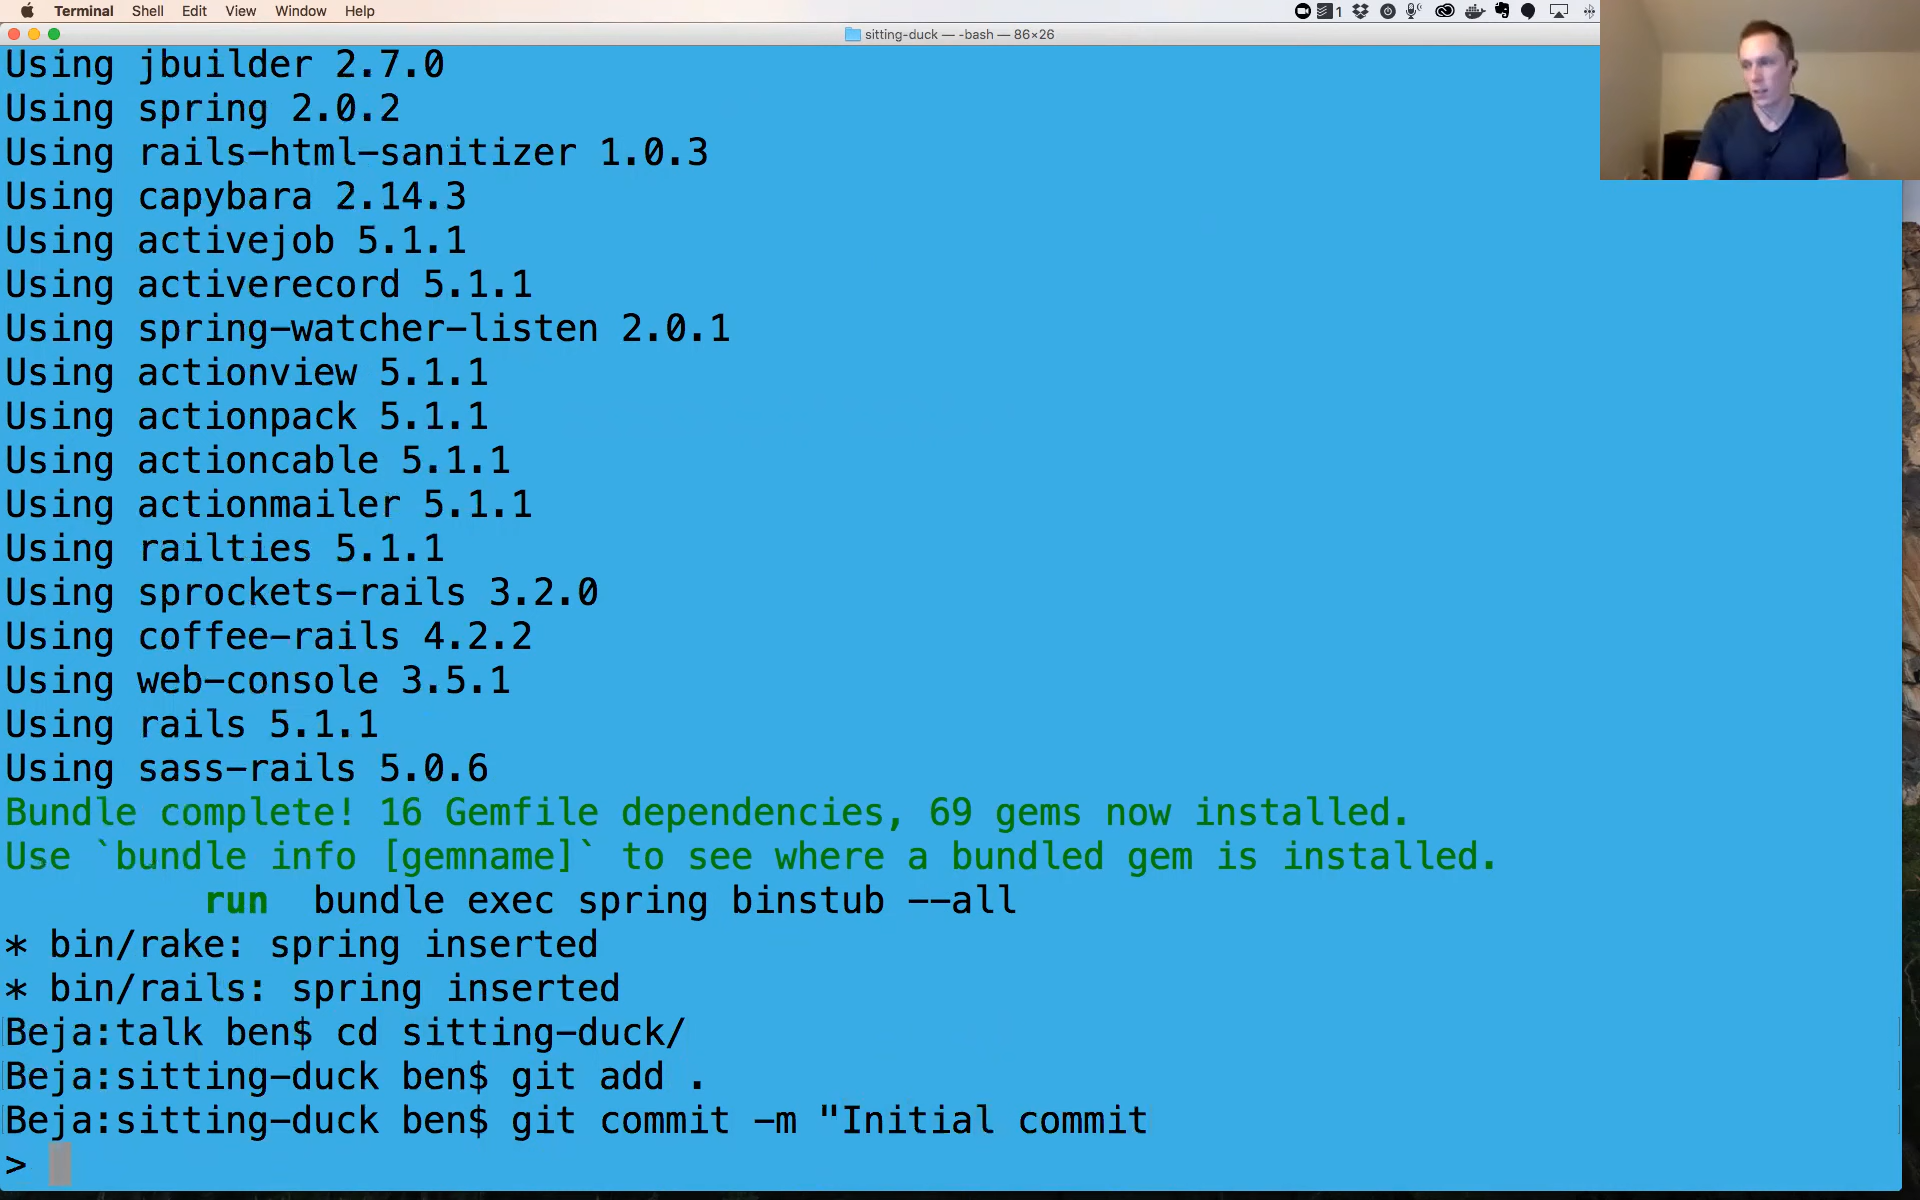 Terminal Shell Edit View Window Help 1
sitting-duck — -bash — 86×26
Using jbuilder 2.7.0
Using spring 2.0.2
Using rails-html-sanitizer 1.0.3
Using capybara 2.14.3
Using activejob 5.1.1
Using activerecord 5.1.1
Using spring-watcher-listen 2.0.1
Using actionview 5.1.1
Using actionpack 5.1.1
Using actioncable 5.1.1
Using actionmailer 5.1.1
Using railties 5.1.1
Using sprockets-rails 3.2.0
Using coffee-rails 4.2.2
Using web-console 3.5.1
Using rails 5.1.1
Using sass-rails 5.0.6
Bundle complete! 16 Gemfile dependencies, 69 gems now installed.
Use `bundle info [gemname]` to see where a bundled gem is installed.
run  bundle exec spring binstub --all
* bin/rake: spring inserted
* bin/rails: spring inserted
Beja:talk ben$ cd sitting-duck/
Beja:sitting-duck ben$ git add .
Beja:sitting-duck ben$ git commit -m "Initial commit
>